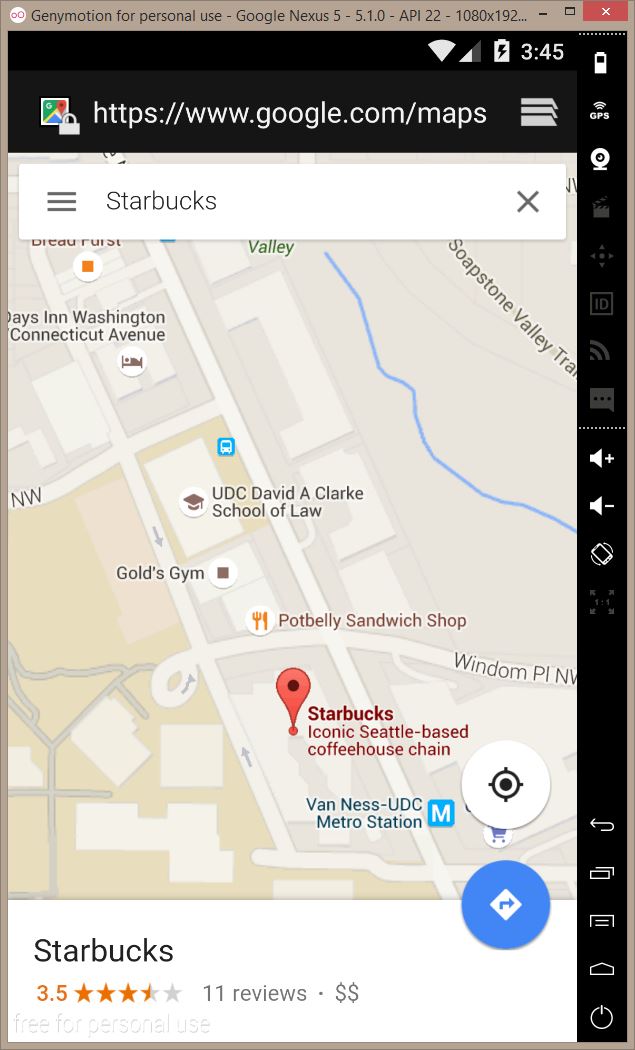 Genymotion for personal use - Google Nexus 5 - 5.1.0 - API 22 - 1080x192...
3:45
https://www.google.com/maps
GPS
Starbucks
Bread Furst
Valley
Soapstone Valley Tra
Days Inn Washington
Connecticut Avenue
ID
NW
UDC David A Clarke
School of Law
Gold's Gym
1:1
Potbelly Sandwich Shop
Windom Pl NW
Starbucks
Iconic Seattle-based
coffeehouse chain
Van Ness-UDC
Metro Station
M
Starbucks
3.5
11 reviews · $$
free for personal use